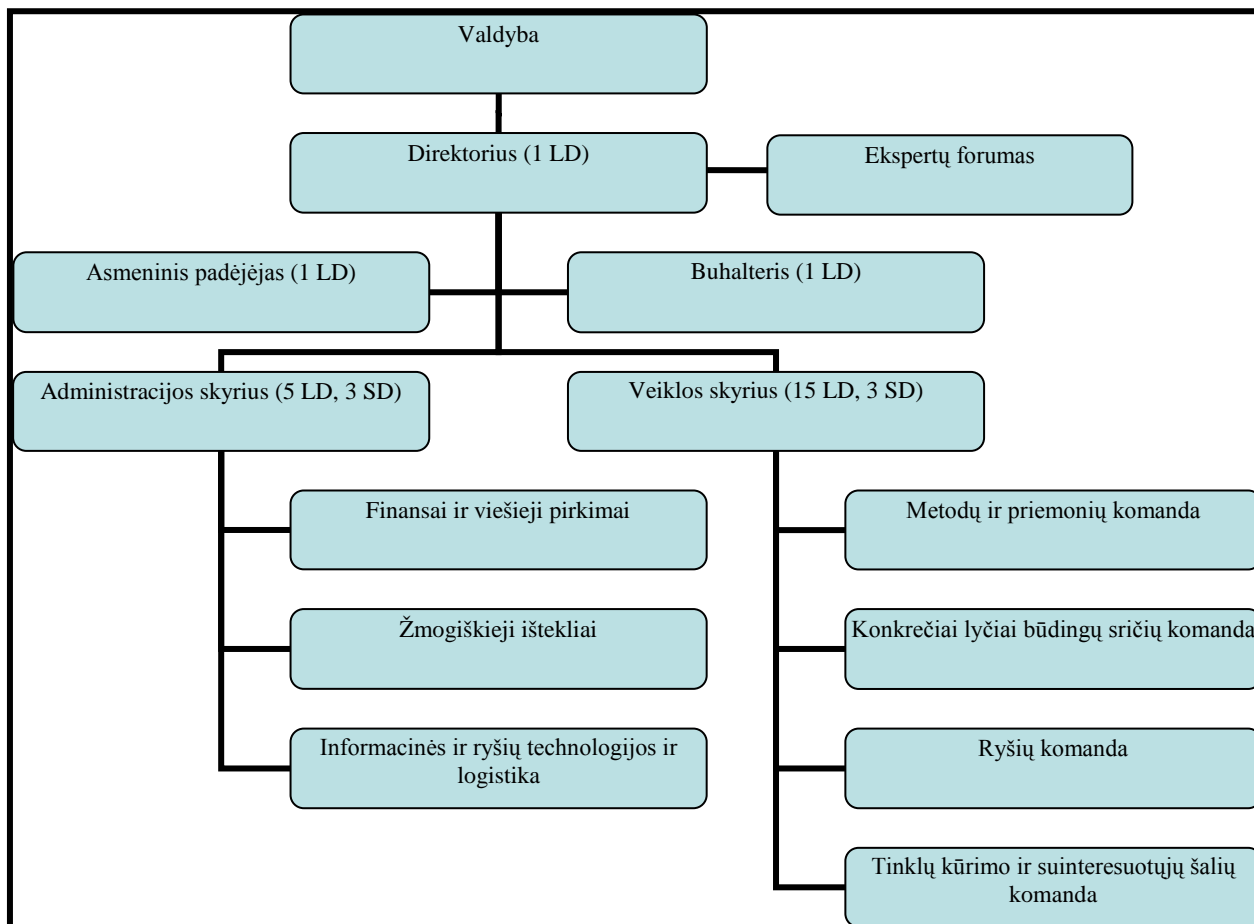 Valdyba
Direktorius (1 LD)
Ekspertų forumas
Asmeninis padėjėjas (1 LD)
Buhalteris (1 LD)
Administracijos skyrius (5 LD, 3 SD)
Veiklos skyrius (15 LD, 3 SD)
Finansai ir viešieji pirkimai
Metodų ir priemonių komanda
Žmogiškieji ištekliai
Konkrečiai lyčiai būdingų sričių komanda
Informacinės ir ryšių technologijos ir
logistika
Ryšių komanda
Tinklų kūrimo ir suinteresuotųjų šalių
komanda